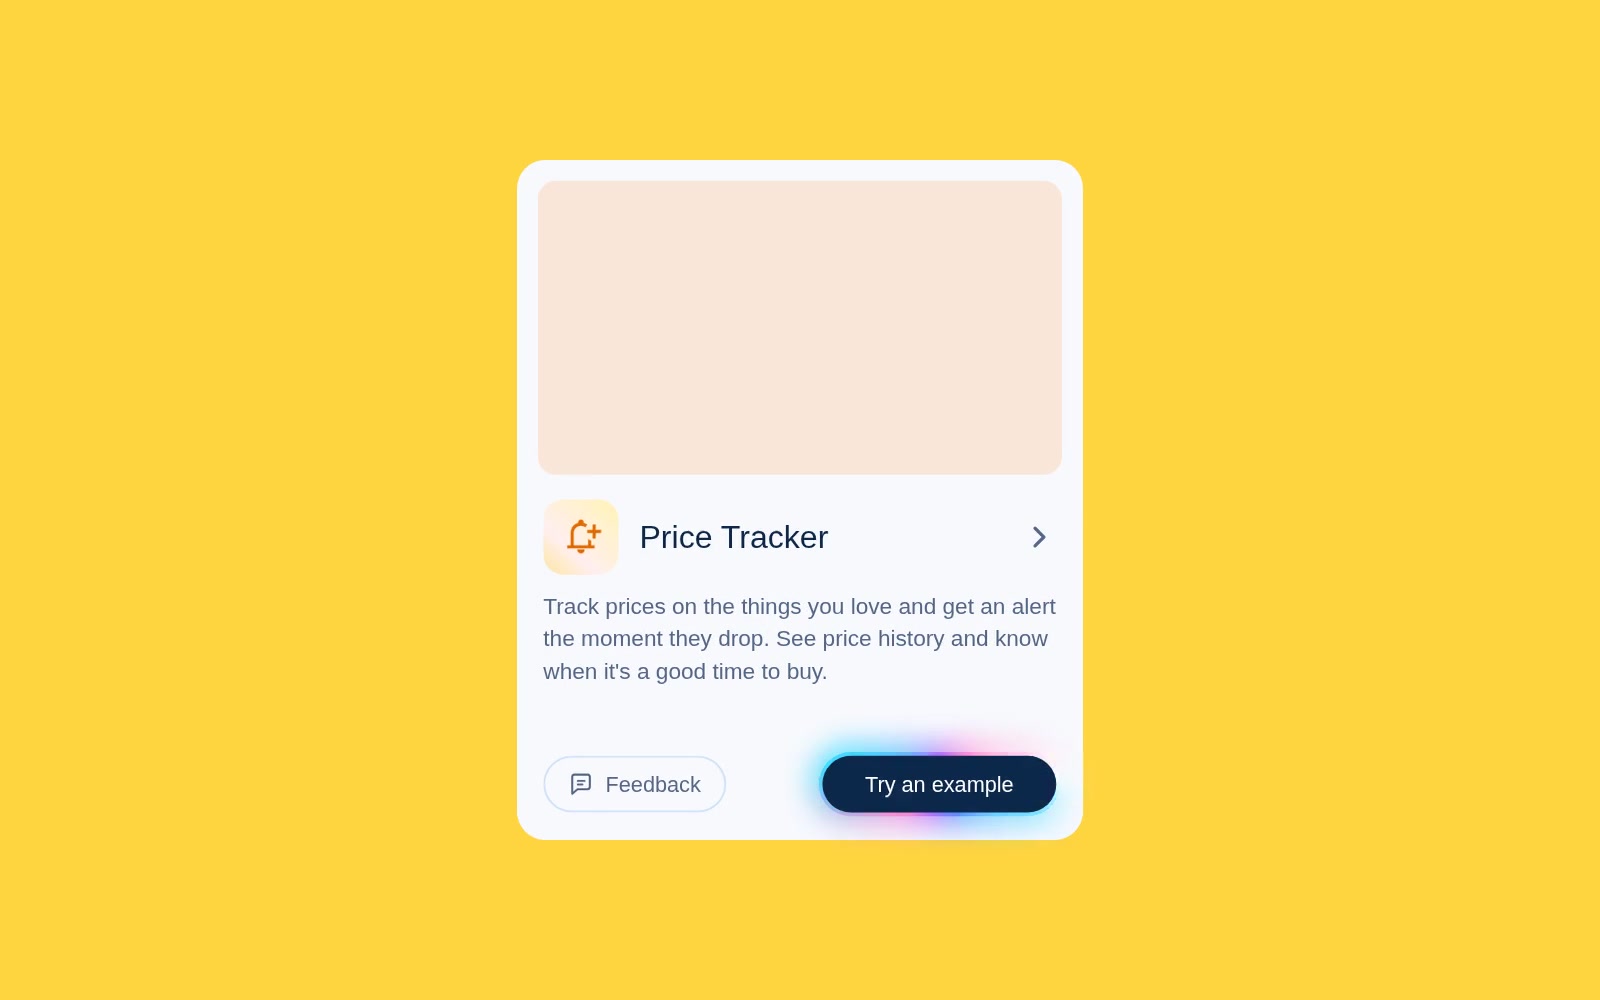 Price Tracker
Track prices on the things you love and get an alert
the moment they drop. See price history and know
when it's a good time to buy.
Feedback
Try an example